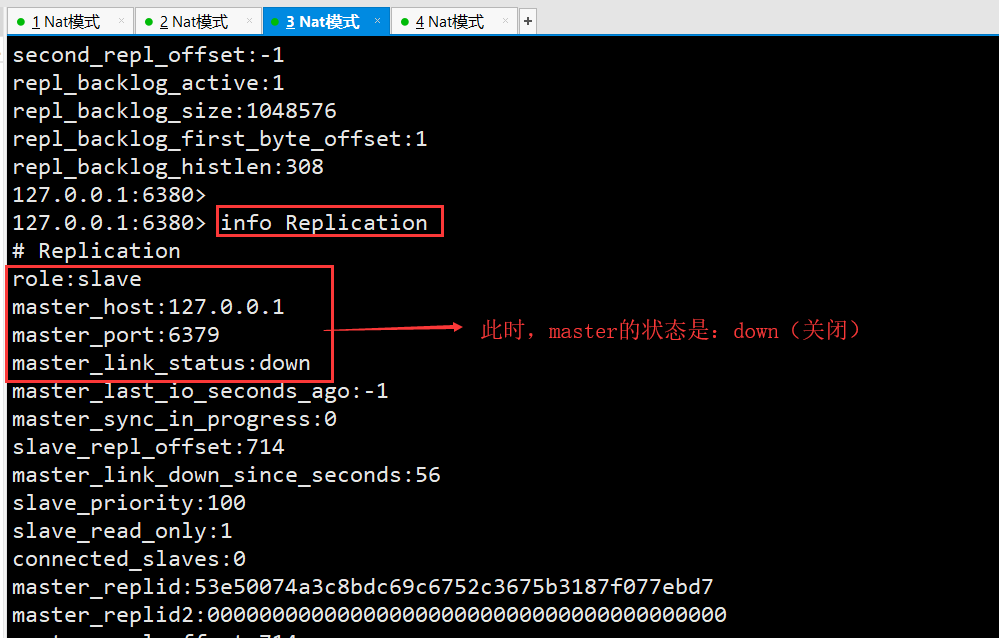 1 Nat模式 × 2 Nat模式 × 3 Nat模式 × 4 Nat模式 × +
second_repl_offset:-1
repl_backlog_active:1
repl_backlog_size:1048576
repl_backlog_first_byte_offset:1
repl_backlog_histlen:308
127.0.0.1:6380>
127.0.0.1:6380> info Replication
# Replication
role:slave
master_host:127.0.0.1
master_port:6379
此时，master的状态是：down（关闭）
master_link_status:down
master_last_io_seconds_ago:-1
master_sync_in_progress:0
slave_repl_offset:714
master_link_down_since_seconds:56
slave_priority:100
slave_read_only:1
connected_slaves:0
master_replid:53e50074a3c8bdc69c6752c3675b3187f077ebd7
master_replid2:0000000000000000000000000000000000000000